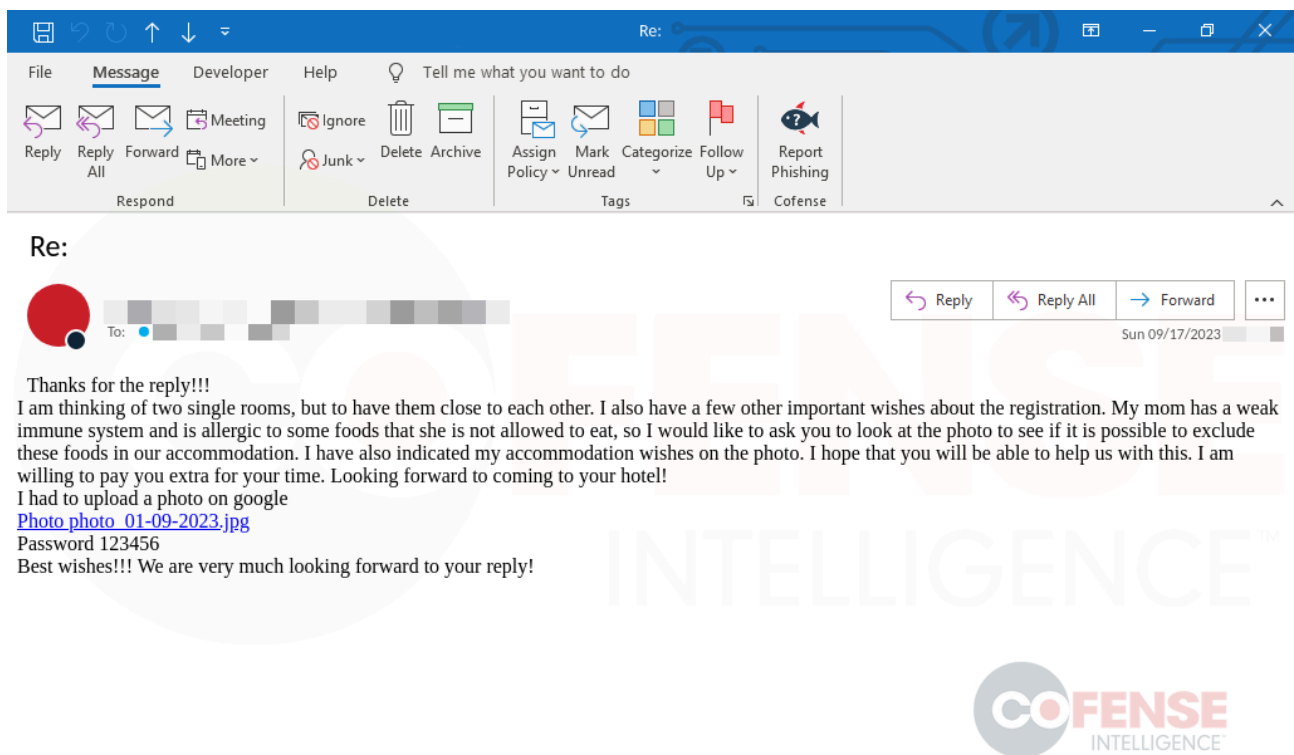 Re:
File Message Developer Help Tell me what you want to do
Reply Reply All Forward Meeting More Ignore Junk Delete Archive Assign Policy Mark Unread Categorize Follow Up Report Phishing
Respond Delete Tags Cofense
Re:
Reply Reply All Forward ...
To:
Sun 09/17/2023
Thanks for the reply!!!
I am thinking of two single rooms, but to have them close to each other. I also have a few other important wishes about the registration. My mom has a weak
immune system and is allergic to some foods that she is not allowed to eat, so I would like to ask you to look at the photo to see if it is possible to exclude
these foods in our accommodation. I have also indicated my accommodation wishes on the photo. I hope that you will be able to help us with this. I am
willing to pay you extra for your time. Looking forward to coming to your hotel!
I had to upload a photo on google
Photo photo_01-09-2023.jpg
Password 123456
Best wishes!!! We are very much looking forward to your reply!
COFENSE
INTELLIGENCE™
COFENSE
INTELLIGENCE